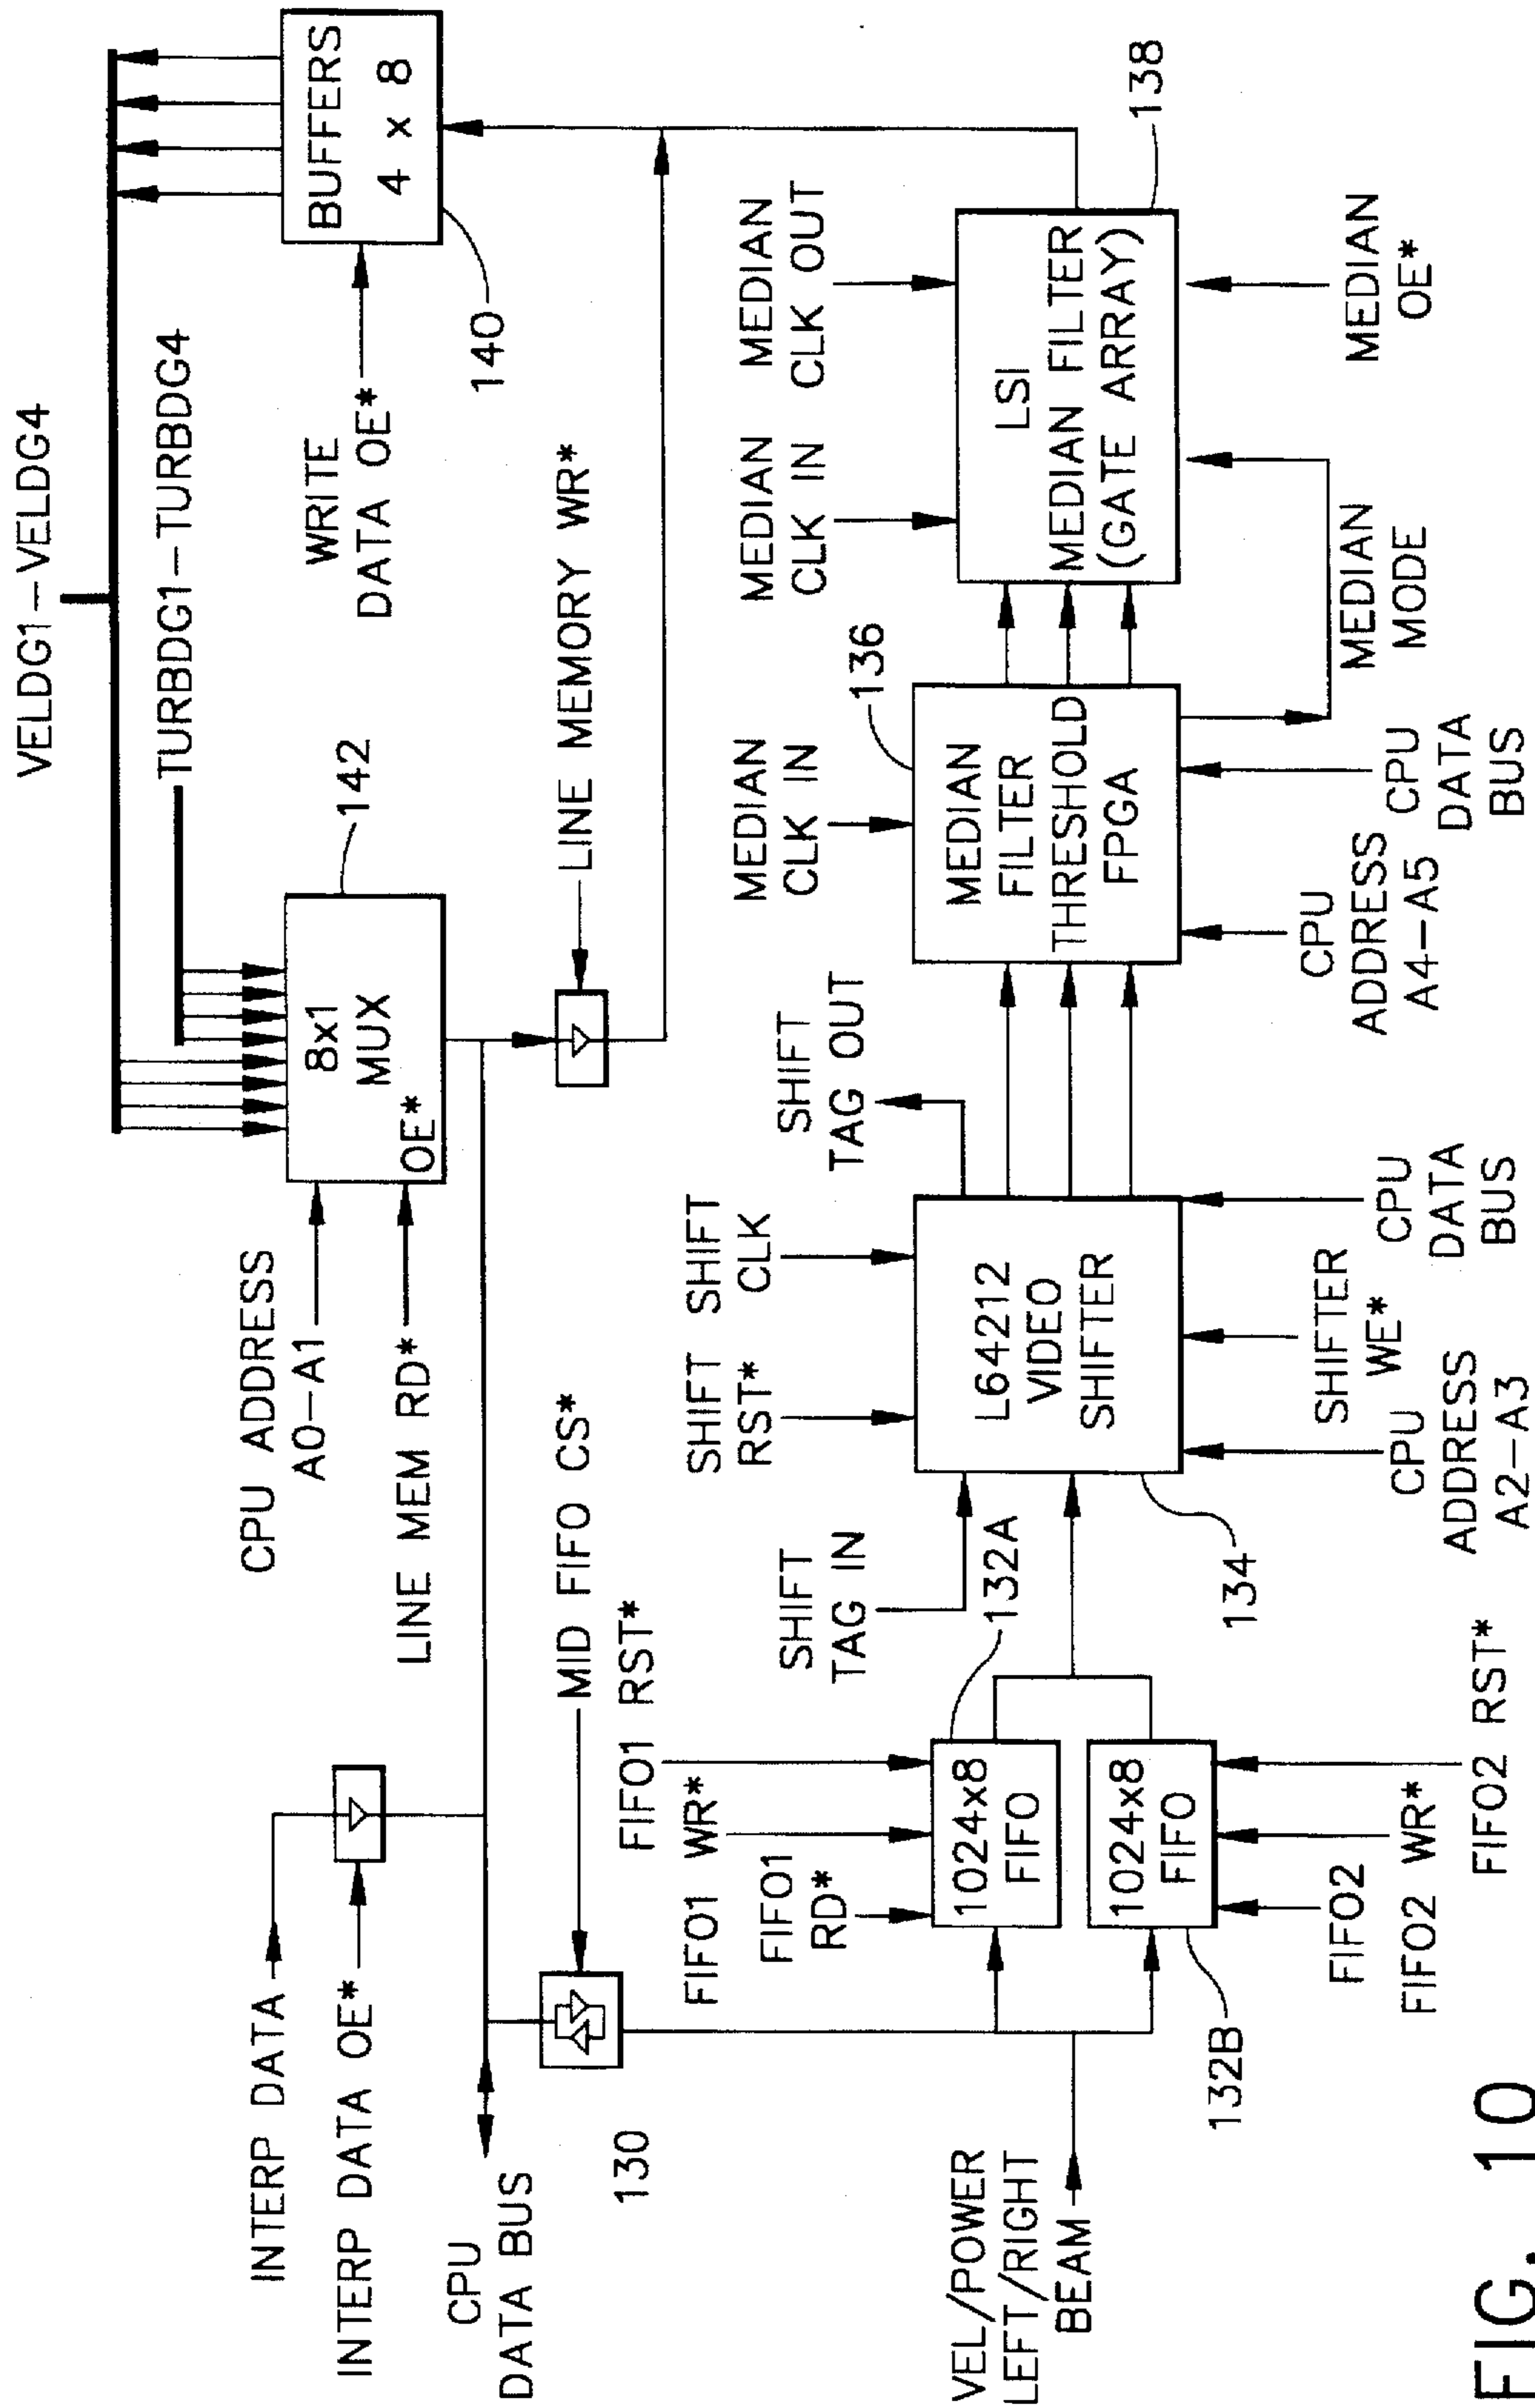 VELDG1-VELDG4
TURBDG1-TURBDG4
INTERP DATA
INTERP DATA OE*
CPU
DATA BUS
130
MID FIFO CS*
CPU ADDRESS
A0-A1
LINE MEM RD*
8x1
MUX
OE*
142
LINE MEMORY WR*
WRITE
DATA OE*
BUFFERS
4 x 8
140
VEL/POWER
LEFT/RIGHT
BEAM
FIFO1 RST*
FIFO1 WR*
FIFO1
RD*
1024x8
FIFO
132A
1024x8
FIFO
132B
FIFO2
FIFO2 WR*
FIFO2 RST*
SHIFT
TAG IN
SHIFT
RST*
SHIFT
CLK
SHIFT
TAG OUT
L64212
VIDEO
SHIFTER
134
CPU
ADDRESS
A2-A3
SHIFTER
WE*
CPU
DATA
BUS
MEDIAN
CLK IN
MEDIAN
FILTER
THRESHOLD
FPGA
136
CPU
ADDRESS
A4-A5
CPU
DATA
BUS
MEDIAN
MODE
MEDIAN
CLK IN
MEDIAN
CLK OUT
LSI
MEDIAN FILTER
(GATE ARRAY)
138
MEDIAN
OE*
FIG. 10